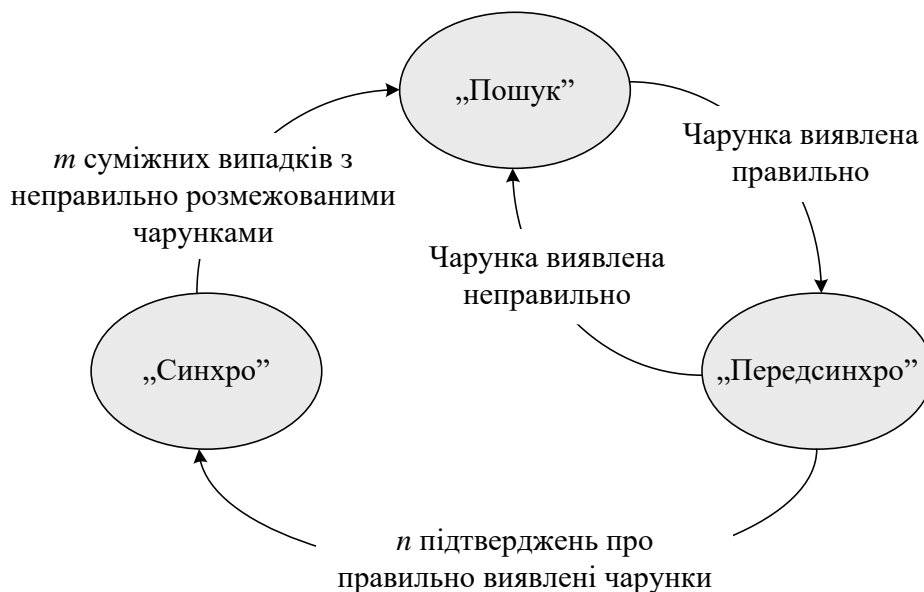 „Пошук”
m суміжних випадків з
неправильно розмежованими
чарунками
Чарунка виявлена
правильно
Чарунка виявлена
неправильно
„Синхро”
„Передсинхро”
n підтверджень про
правильно виявлені чарунки